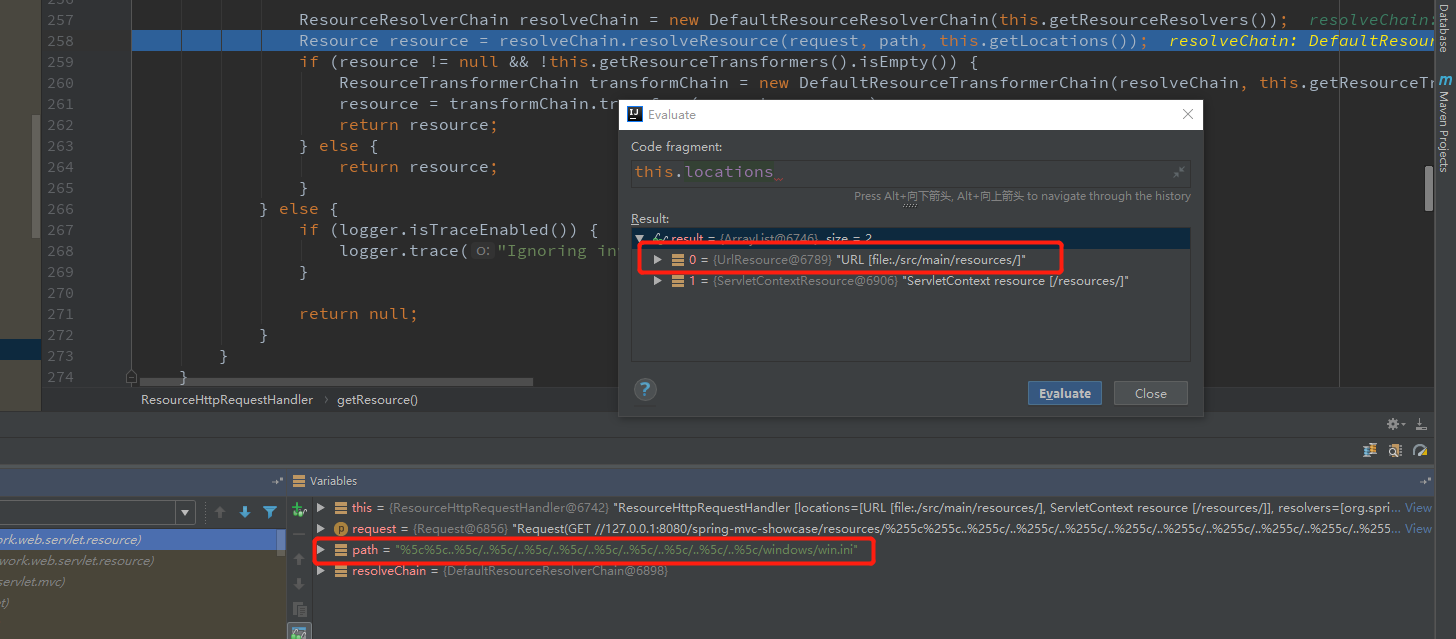 256
257 ResourceResolverChain resolveChain = new DefaultResourceResolverChain(this.getResourceResolvers()); resolveChain:
258 Resource resource = resolveChain.resolveResource(request, path, this.getLocations()); resolveChain: DefaultResour
259 if (resource != null && !this.getResourceTransformers().isEmpty()) {
260 ResourceTransformerChain transformChain = new DefaultResourceTransformerChain(resolveChain, this.getResourceTr
261 resource = transformChain.tr
262 return resource;
263 } else {
264 return resource;
265 }
266 } else {
267 if (logger.isTraceEnabled()) {
268 logger.trace( o: "Ignoring in
269 }
270
271 return null;
272 }
273 }
274 }
Evaluate
Code fragment:
this.locations
Press Alt+向下箭头, Alt+向上箭头 to navigate through the history
Result:
result = {ArrayList@6746} size = 2
0 = {UrlResource@6789} "URL [file:./src/main/resources/]"
1 = {ServletContextResource@6906} "ServletContext resource [/resources/]"
?
Evaluate
Close
Database
m Maven Projects
ResourceHttpRequestHandler › getResource()
Variables
this = {ResourceHttpRequestHandler@6742} "ResourceHttpRequestHandler [locations=[URL [file:./src/main/resources/], ServletContext resource [/resources/]], resolvers=[org.spri... View
request = {Request@6856} "Request(GET //127.0.0.1:8080/spring-mvc-showcase/resources/%255c%255c..%255c/..%255c/..%255c/..%255c/..%255c/..%255c/..%255c/..%255c/... View
path = "%5c%5c..%5c/..%5c/..%5c/..%5c/..%5c/..%5c/..%5c/..%5c/..%5c/windows/win.ini"
resolveChain = {DefaultResourceResolverChain@6898}
ork.web.servlet.resource)
work.web.servlet.resource)
servlet.mvc)
t)